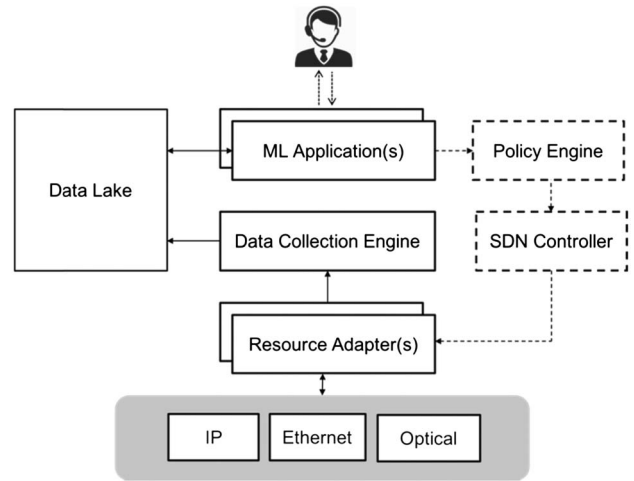 ML Application(s)
Policy Engine
Data Lake
Data Collection Engine
SDN Controller
Resource Adapter(s)
IP
Ethernet
Optical